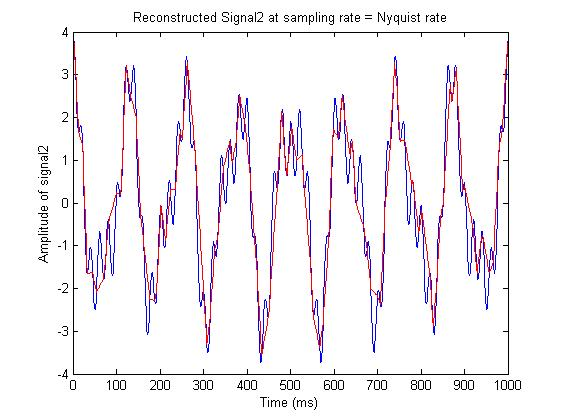 Reconstructed Signal2 at sampling rate = Nyquist rate
4
3
2
1
0
-1
-2
-3
-4
Amplitude of signal2
0 100 200 300 400 500 600 700 800 900 1000
Time (ms)